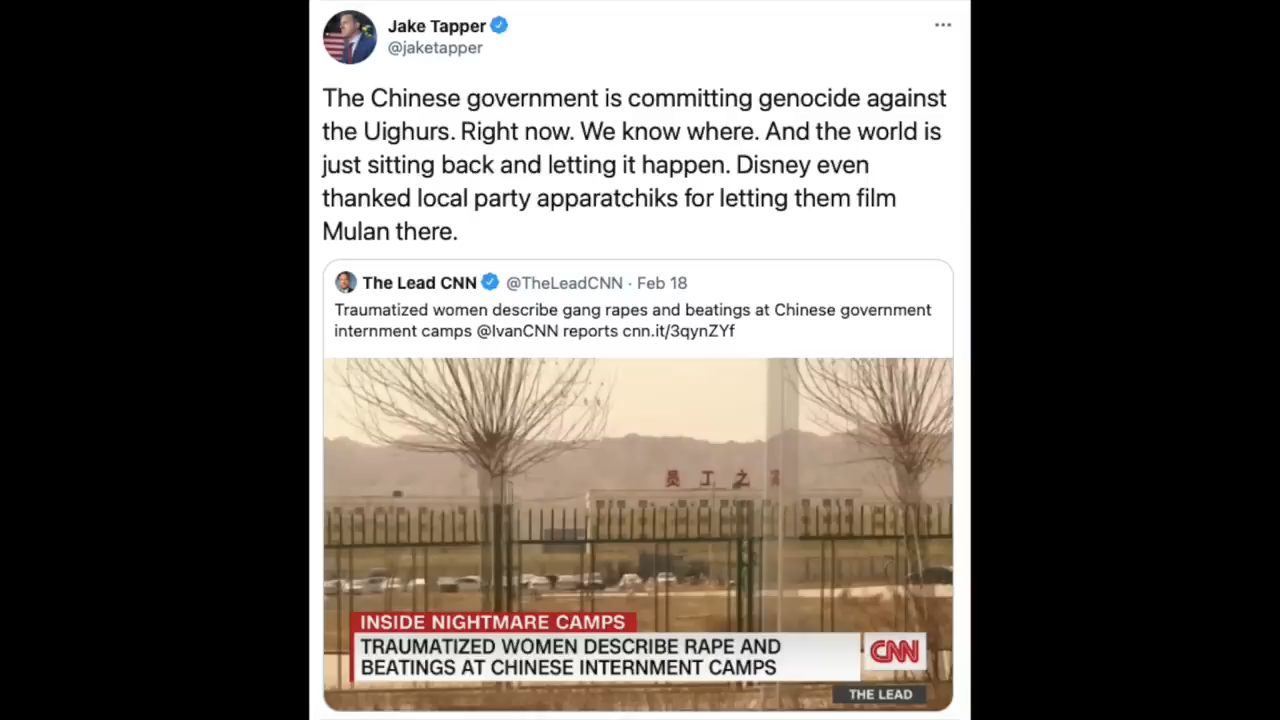 Jake Tapper
@jaketapper
The Chinese government is committing genocide against
the Uighurs. Right now. We know where. And the world is
just sitting back and letting it happen. Disney even
thanked local party apparatchiks for letting them film
Mulan there.
The Lead CNN @TheLeadCNN · Feb 18
Traumatized women describe gang rapes and beatings at Chinese government
internment camps @IvanCNN reports cnn.it/3qynZYf
员工之
INSIDE NIGHTMARE CAMPS
TRAUMATIZED WOMEN DESCRIBE RAPE AND
BEATINGS AT CHINESE INTERNMENT CAMPS
CNN
THE LEAD